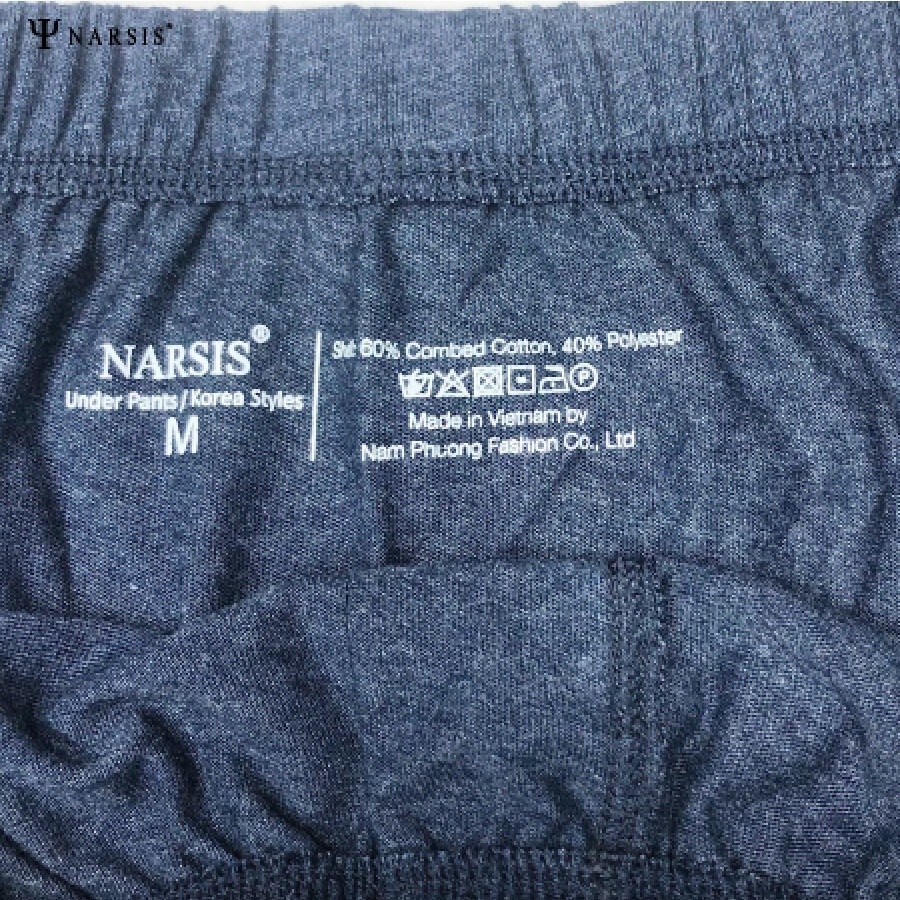 Ψ NARSIS®
NARSIS®
Under Pants/Korea Styles
M
60% Combed Cotton, 40% Polyester
Made in Vietnam by
Nam Phuong Fashion Co., Ltd